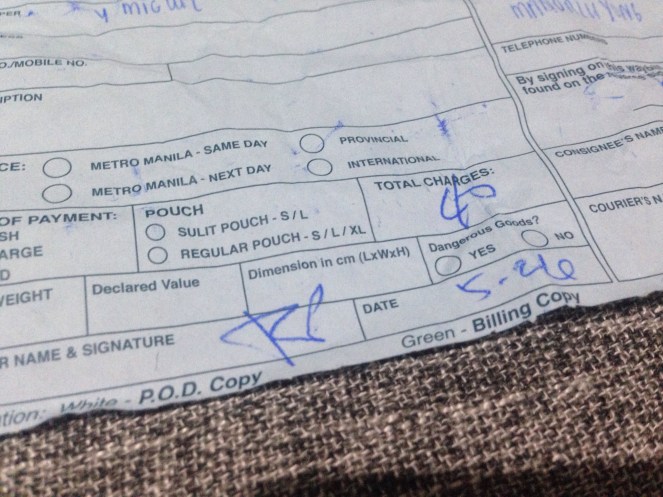 y MIGUEL
TELEPHONE NUMBER
./MOBILE NO.
By signing on this waybill
found on the
IPTION
CE:
METRO MANILA - SAME DAY
PROVINCIAL
METRO MANILA - NEXT DAY
INTERNATIONAL
CONSIGNEE'S NAME
OF PAYMENT:
POUCH
TOTAL CHARGES:
SH
SULIT POUCH - S / L
40
COURIER'S N
ARGE
REGULAR POUCH - S / L / XL
D
Dangerous Goods?
YES
NO
EIGHT
Declared Value
Dimension in cm (LxWxH)
DATE
R NAME & SIGNATURE
Green - Billing Copy
tion: White - P.O.D. Copy